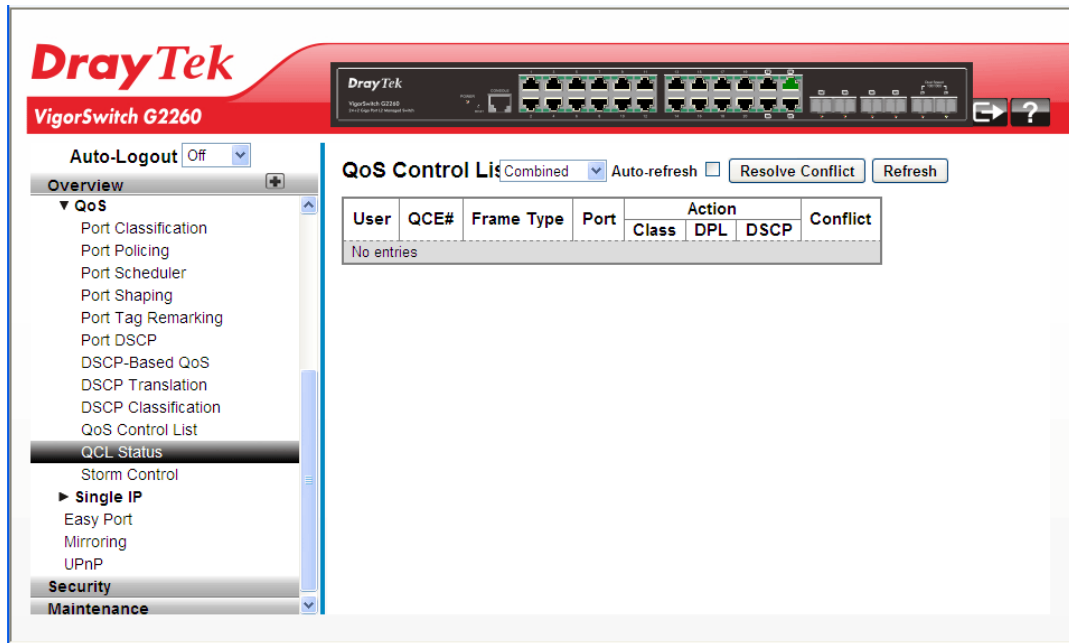 DrayTek
VigorSwitch G2260
DrayTek
VigorSwitch G2260
Auto-Logout Off
Overview
▼ QoS
Port Classification
Port Policing
Port Scheduler
Port Shaping
Port Tag Remarking
Port DSCP
DSCP-Based QoS
DSCP Translation
DSCP Classification
QoS Control List
QCL Status
Storm Control
► Single IP
Easy Port
Mirroring
UPnP
Security
Maintenance
QoS Control Lis Combined Auto-refresh Resolve Conflict Refresh
User QCE# Frame Type Port Action Conflict
Class DPL DSCP
No entries